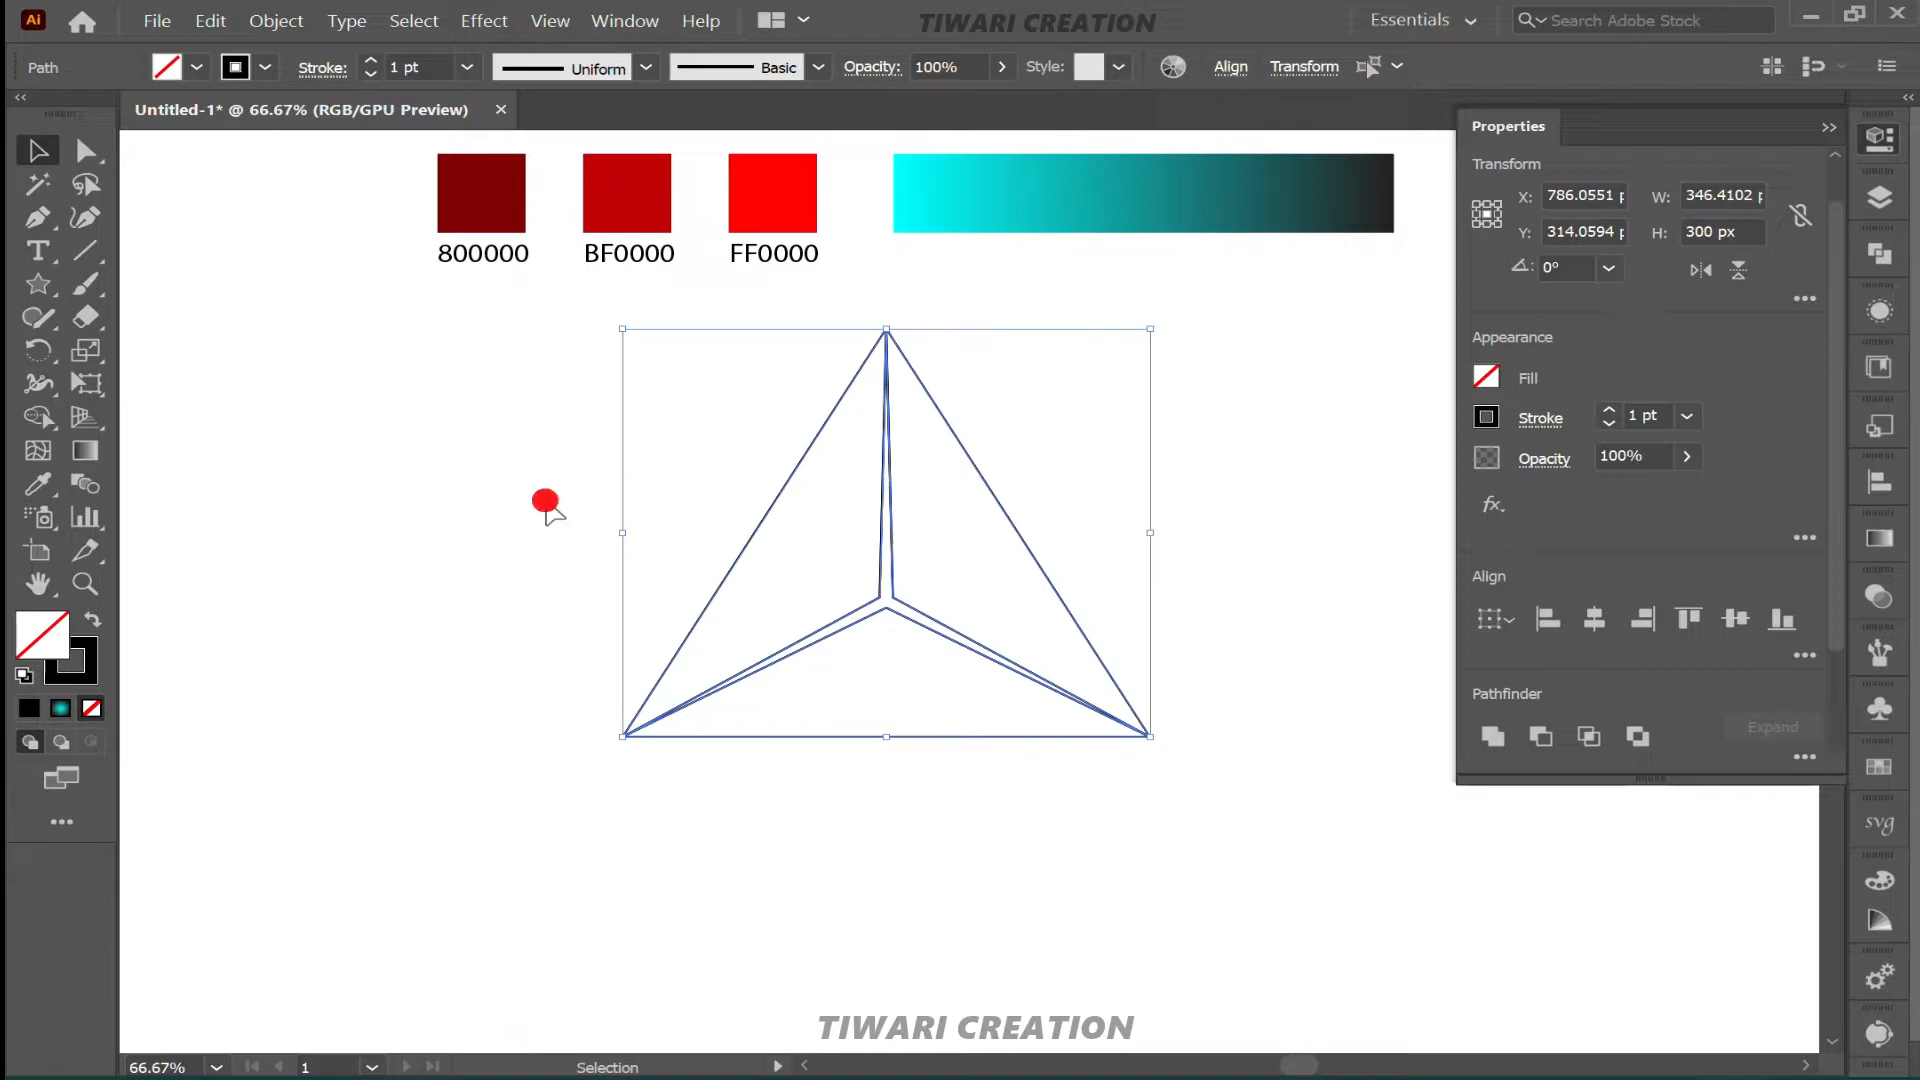 Ai File Edit Object Type Select Effect View Window Help TIWARI CREATION Essentials Search Adobe Stock
Path Stroke: 1 pt Uniform Basic Opacity: 100% Style: Align Transform
Untitled-1* @ 66.67% (RGB/GPU Preview)
800000 BF0000 FF0000
Properties
Transform
X: 786.0551 p W: 346.4102 p
Y: 314.0594 p H: 300 px
0°
Appearance
Fill
Stroke 1 pt
Opacity 100%
fx.
Align
Pathfinder
Expand
svg
TIWARI CREATION
66.67% 1 Selection